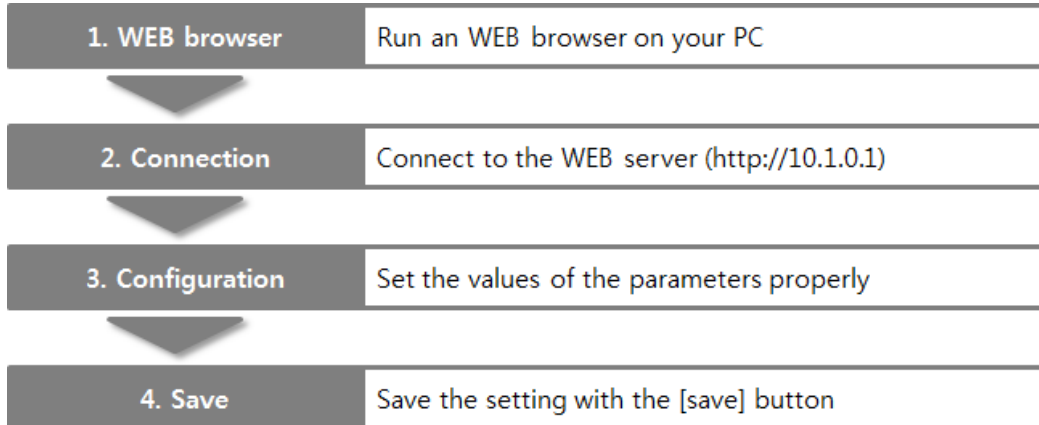 1. WEB browser
Run an WEB browser on your PC
2. Connection
Connect to the WEB server (http://10.1.0.1)
3. Configuration
Set the values of the parameters properly
4. Save
Save the setting with the [save] button